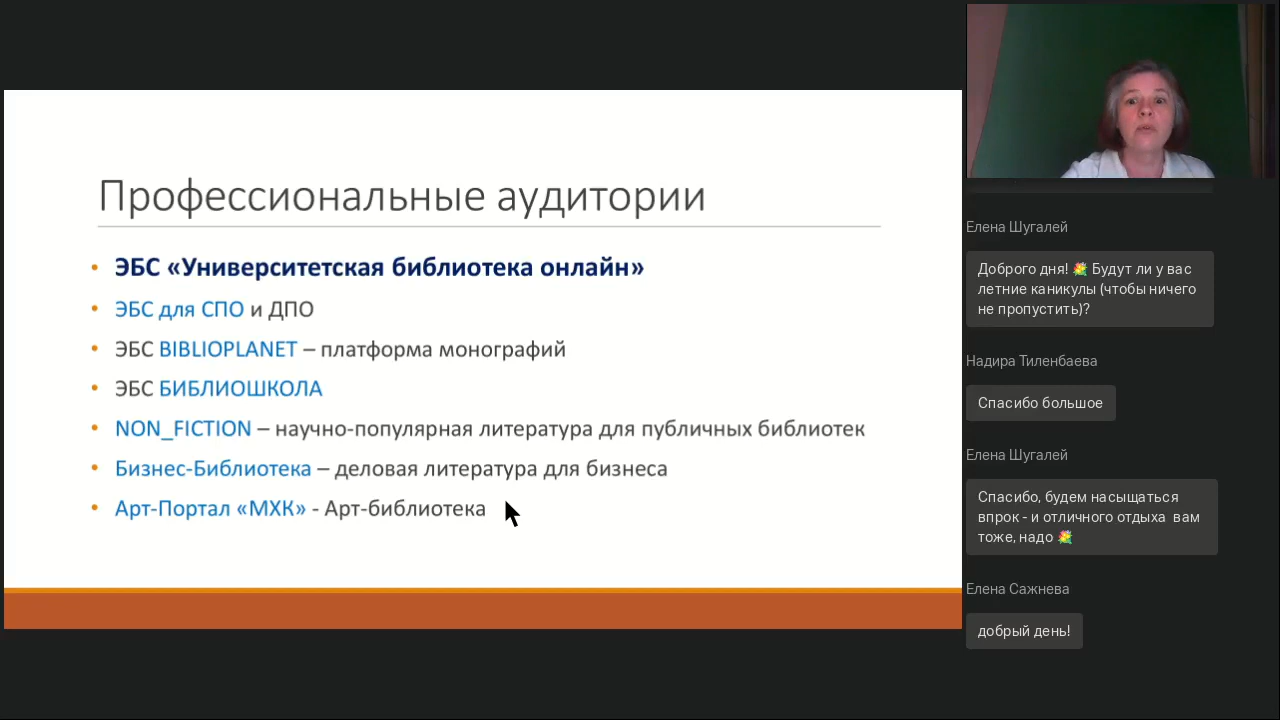 Профессиональные аудитории
• ЭБС «Университетская библиотека онлайн»
• ЭБС для СПО и ДПО
• ЭБС BIBLIOPLANET – платформа монографий
• ЭБС БИБЛИОШКОЛА
• NON_FICTION – научно-популярная литература для публичных библиотек
• Бизнес-Библиотека – деловая литература для бизнеса
• Арт-Портал «МХК» - Арт-библиотека
Елена Шугалей
Доброго дня! 💐 Будут ли у вас
летние каникулы (чтобы ничего
не пропустить)?
Надира Тиленбаева
Спасибо большое
Елена Шугалей
Спасибо, будем насыщаться
впрок - и отличного отдыха вам
тоже, надо 💐
Елена Сажнева
добрый день!